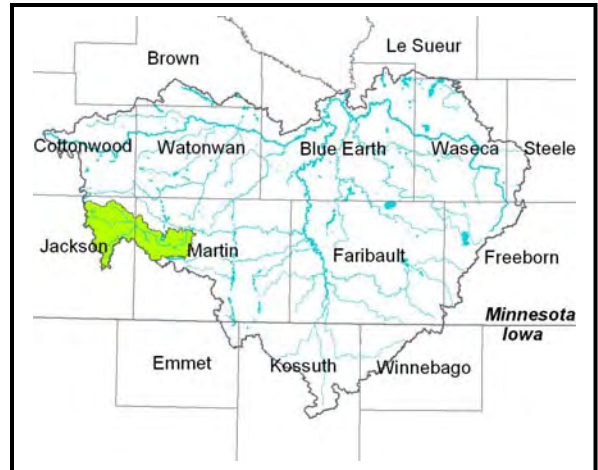 Le Sueur
Brown
Cottonwood
Watonwan
Blue Earth
Waseca
Steele
Jackson
Martin
Faribault
Freeborn
Minnesota
Iowa
Emmet
Kossuth
Winnebago